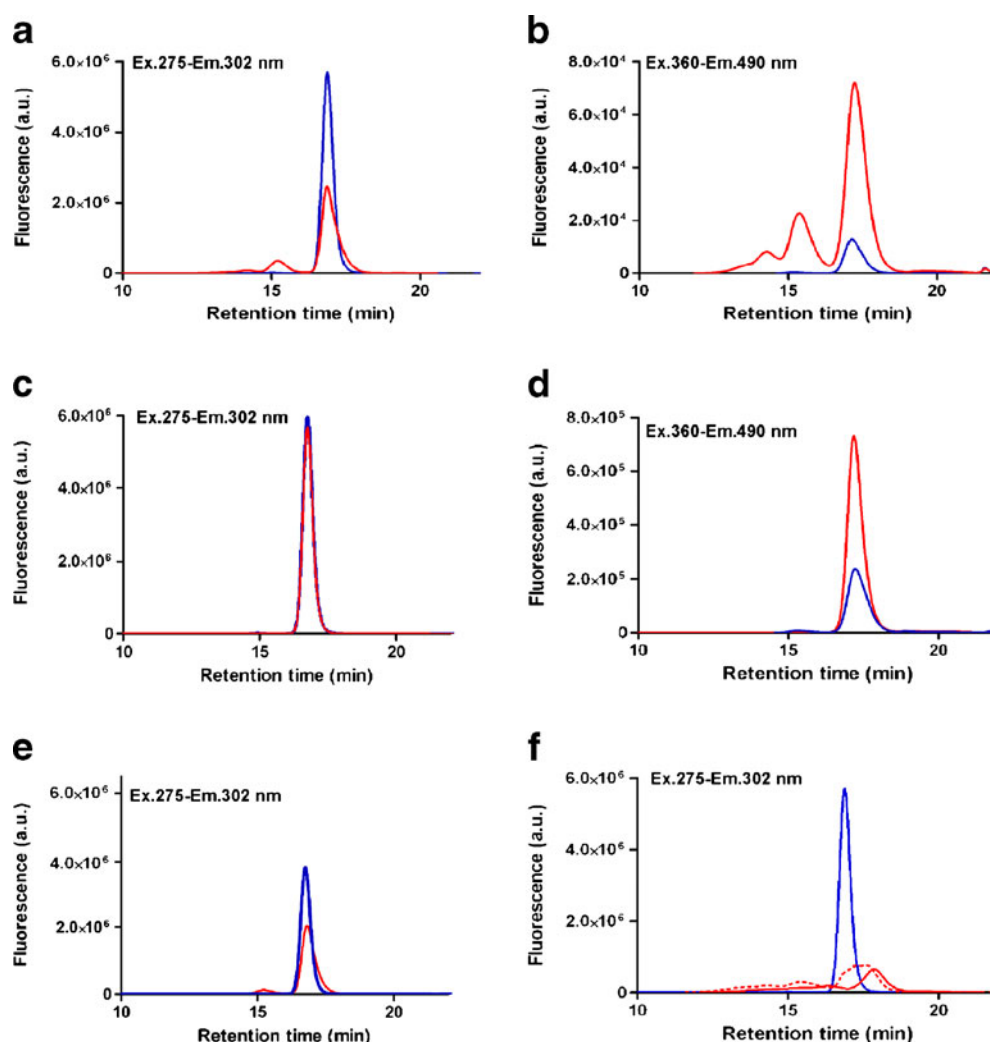 a
Ex.275-Em.302 nm
Fluorescence (a.u.)
6.0×10⁶
4.0×10⁶
2.0×10⁶
0
10 15 20
Retention time (min)
b
Ex.360-Em.490 nm
Fluorescence (a.u.)
8.0×10⁴
6.0×10⁴
4.0×10⁴
2.0×10⁴
0
10 15 20
Retention time (min)
c
Ex.275-Em.302 nm
Fluorescence (a.u.)
6.0×10⁶
4.0×10⁶
2.0×10⁶
0
10 15 20
Retention time (min)
d
Ex.360-Em.490 nm
Fluorescence (a.u.)
8.0×10⁵
6.0×10⁵
4.0×10⁵
2.0×10⁵
0
10 15 20
Retention time (min)
e
Ex.275-Em.302 nm
Fluorescence (a.u.)
6.0×10⁶
4.0×10⁶
2.0×10⁶
0
10 15 20
Retention time (min)
f
Ex.275-Em.302 nm
Fluorescence (a.u.)
6.0×10⁶
4.0×10⁶
2.0×10⁶
0
10 15 20
Retention time (min)